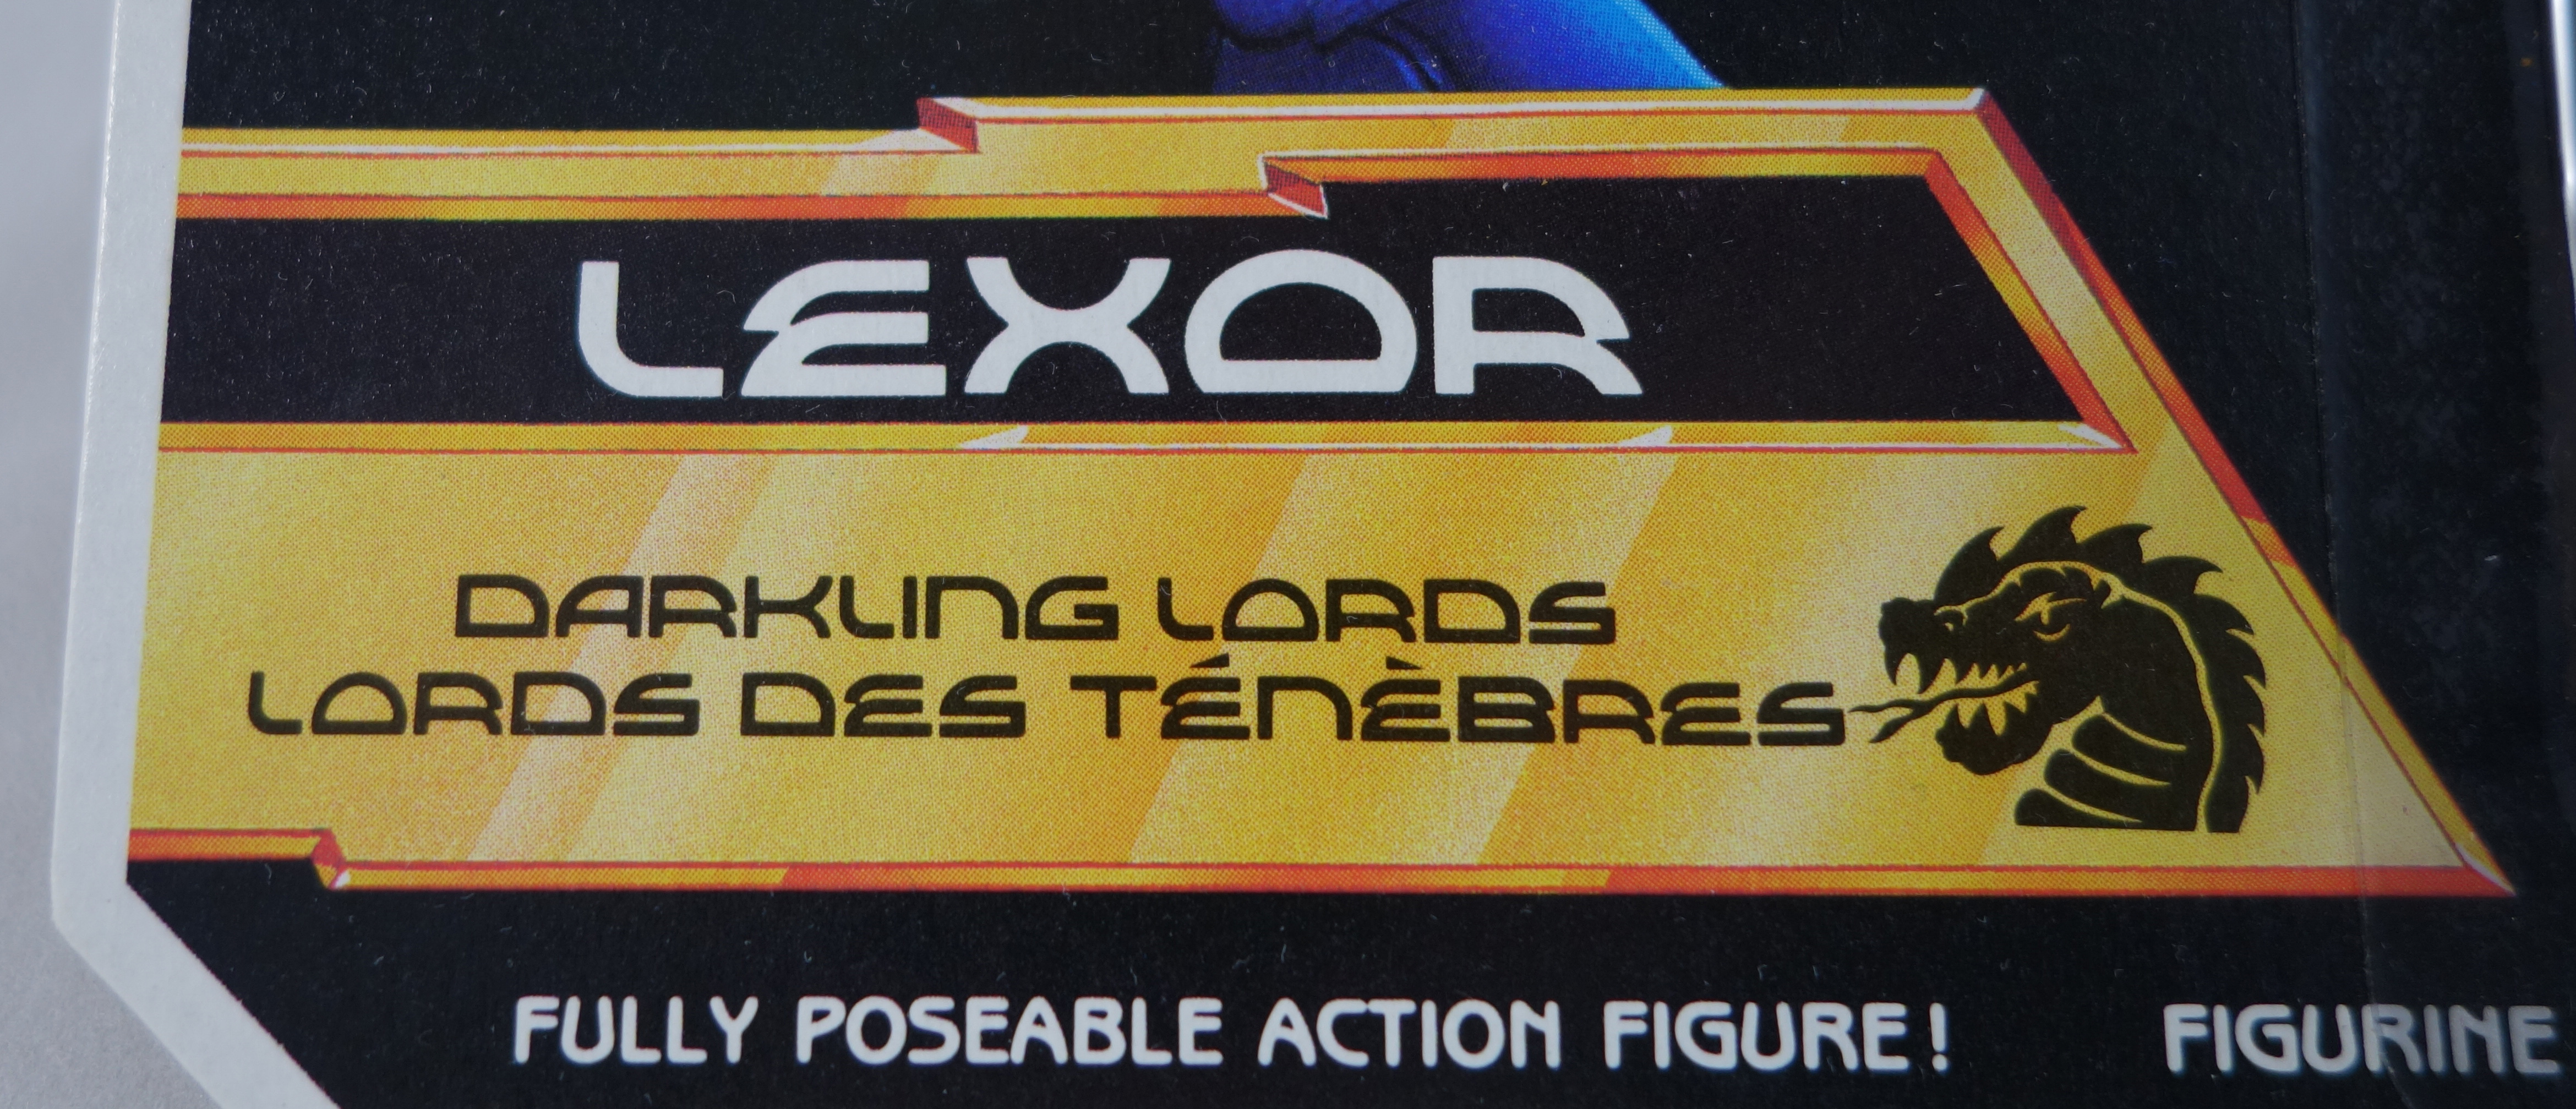 LEXOR
DARKLING LORDS
LORDS DES TÉNÈBRES
FULLY POSEABLE ACTION FIGURE! FIGURINE